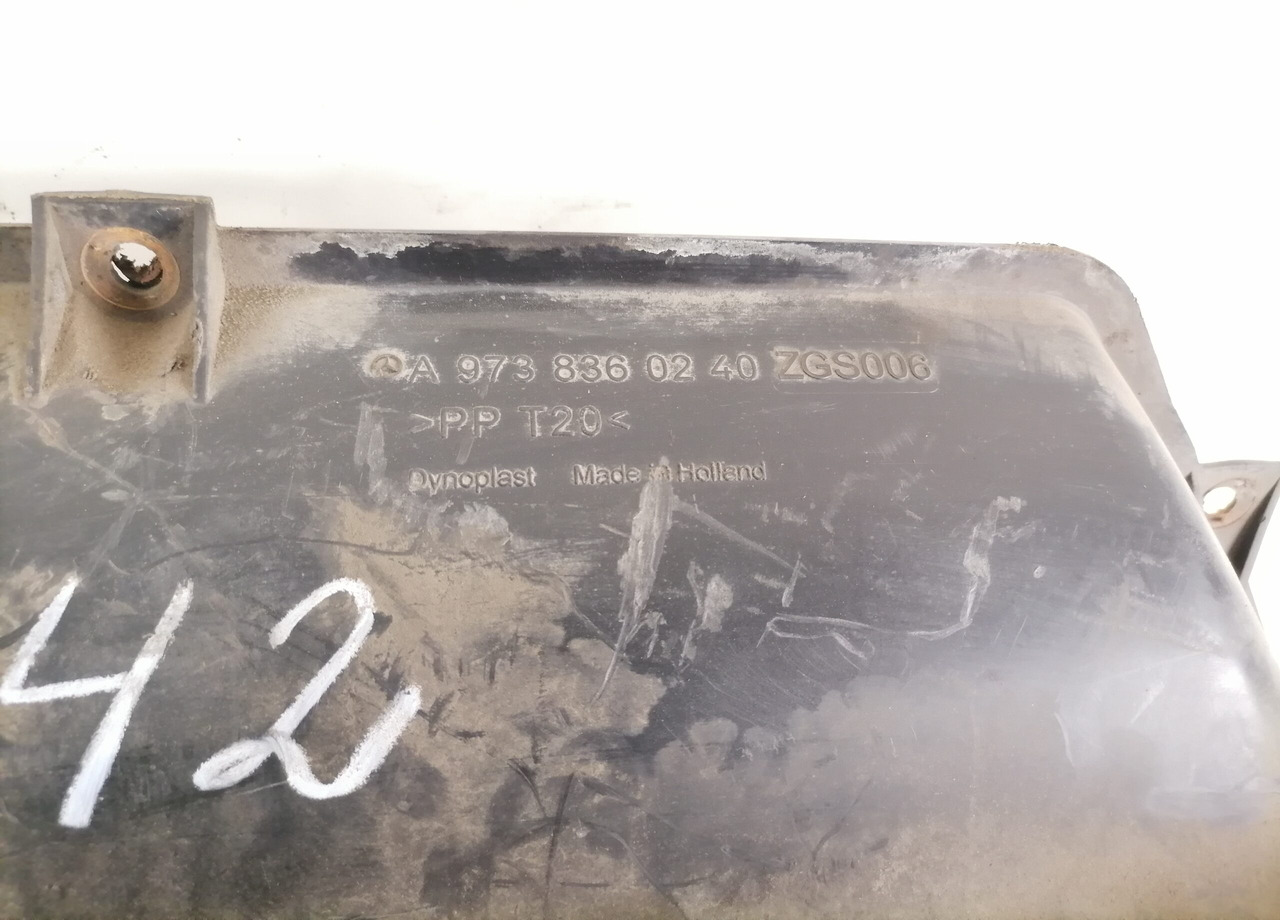 A 973 836 02 40 ZGS006
>PP T20<
Dynoplast Made in Holland
42